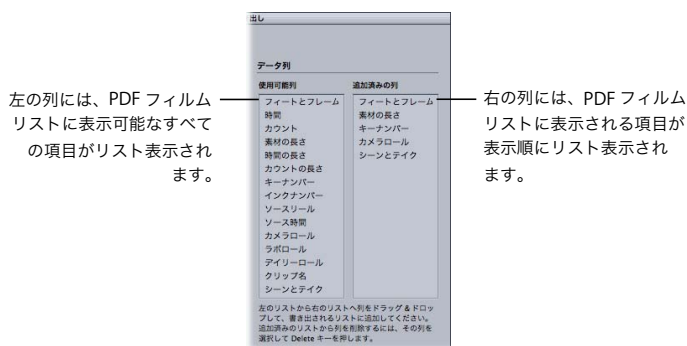 出し
データ列
使用可能列
追加済みの列
フィートとフレーム
時間
カウント
素材の長さ
時間の長さ
カウントの長さ
キーナンバー
インクナンバー
ソースリール
ソース時間
カメラロール
ラボロール
デイリーロール
クリップ名
シーンとテイク
フィートとフレーム
素材の長さ
キーナンバー
カメラロール
シーンとテイク
左のリストから右のリストへ列をドラッグ & ドロッ
プして、書き出されるリストに追加してください。
追加済みのリストから列を削除するには、その列を
選択して Delete キーを押します。
左の列には、PDF フィルム
リストに表示可能なすべて
の項目がリスト表示され
ます。
右の列には、PDF フィルム
リストに表示される項目が
表示順にリスト表示され
ます。